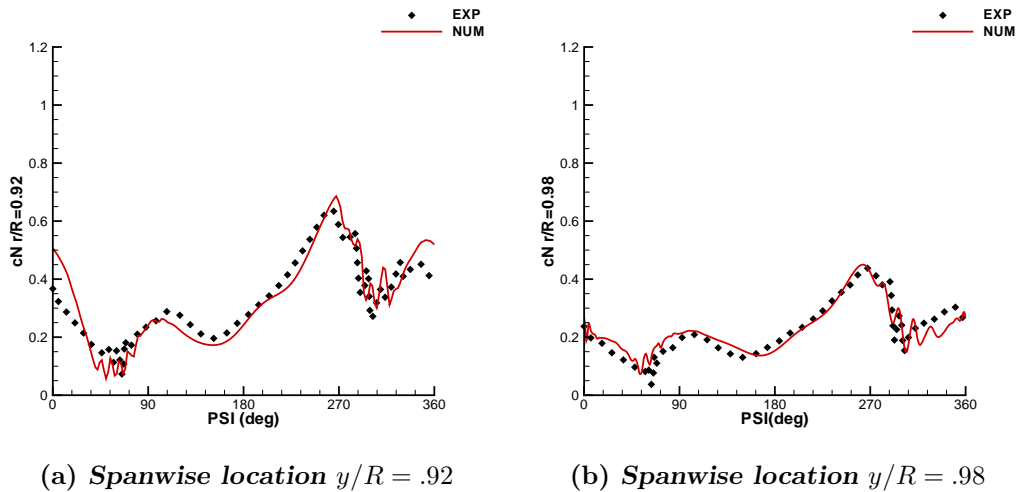 EXP
NUM
1.2
1
0.8
0.6
0.4
0.2
0
cN r/R=0.92
0 90 180 270 360
PSI (deg)
(a) Spanwise location y/R = .92
EXP
NUM
1.2
1
0.8
0.6
0.4
0.2
0
cN r/R=0.98
0 90 180 270 360
PSI(deg)
(b) Spanwise location y/R = .98